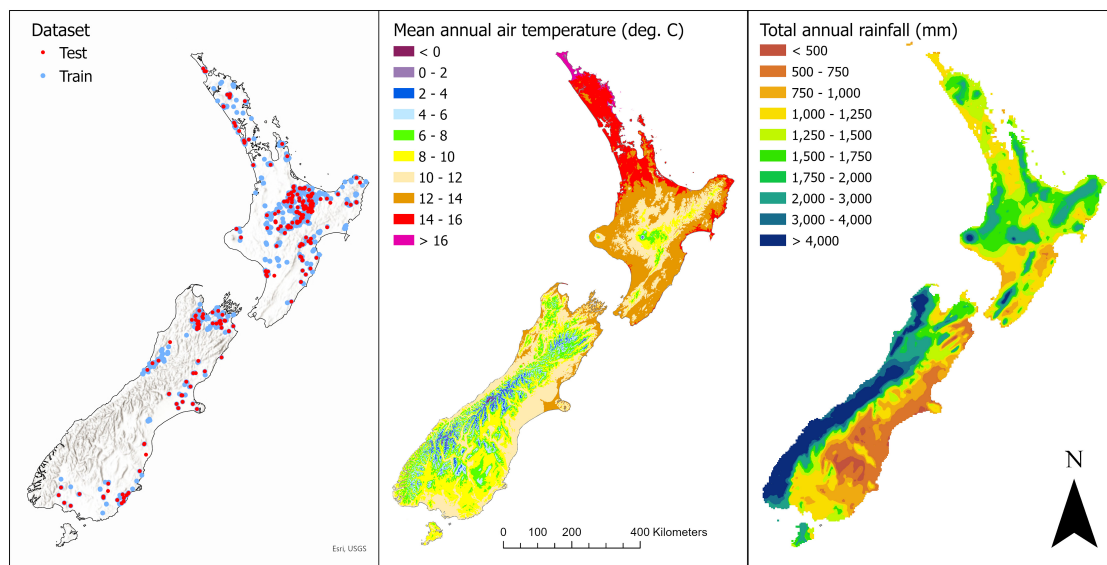 Dataset
Test
Train
Esri, USGS
Mean annual air temperature (deg. C)
< 0
0 - 2
2 - 4
4 - 6
6 - 8
8 - 10
10 - 12
12 - 14
14 - 16
> 16
0 100 200 400 Kilometers
Total annual rainfall (mm)
< 500
500 - 750
750 - 1,000
1,000 - 1,250
1,250 - 1,500
1,500 - 1,750
1,750 - 2,000
2,000 - 3,000
3,000 - 4,000
> 4,000
N